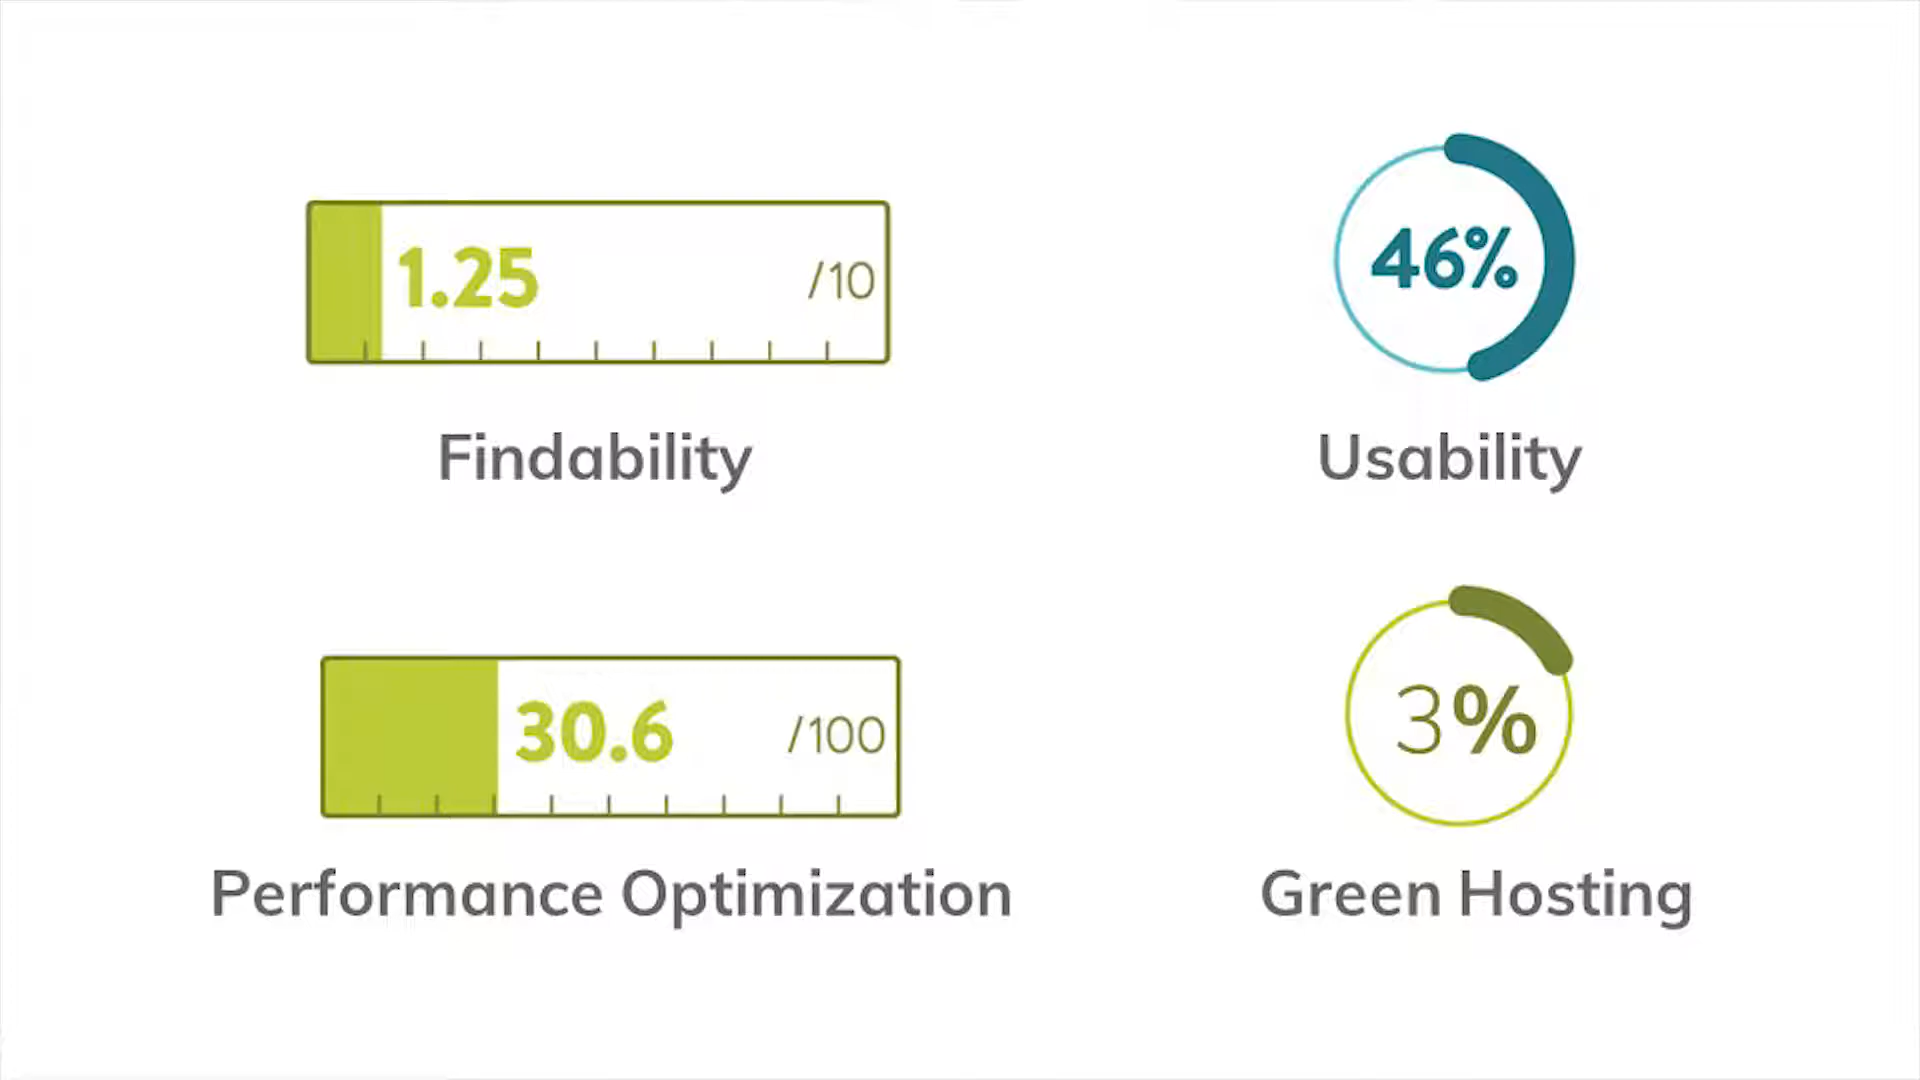 1.25 /10
Findability
46%
Usability
30.6 /100
Performance Optimization
3%
Green Hosting